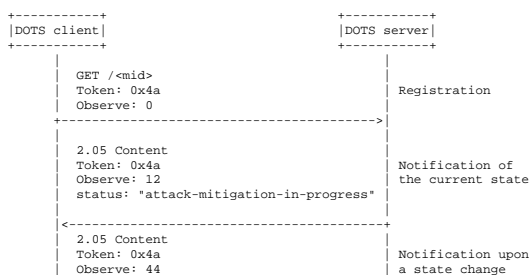 +-----------+                              +-----------+
|DOTS client|                              |DOTS server|
+-----------+                              +-----------+
GET /<mid>
Token: 0x4a                                Registration
Observe: 0
+----------------------------------------->|
2.05 Content
Token: 0x4a                                Notification of
Observe: 12                                the current state
status: "attack-mitigation-in-progress"
|<-----------------------------------------+
2.05 Content
Token: 0x4a                                Notification upon
Observe: 44                                a state change